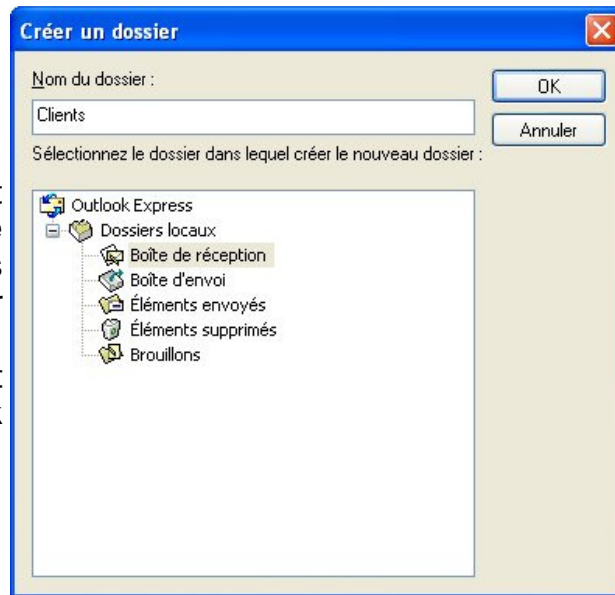 Créer un dossier
Nom du dossier :
OK
Clients
Annuler
Sélectionnez le dossier dans lequel créer le nouveau dossier :
Outlook Express
Dossiers locaux
Boîte de réception
Boîte d'envoi
Éléments envoyés
Éléments supprimés
Brouillons